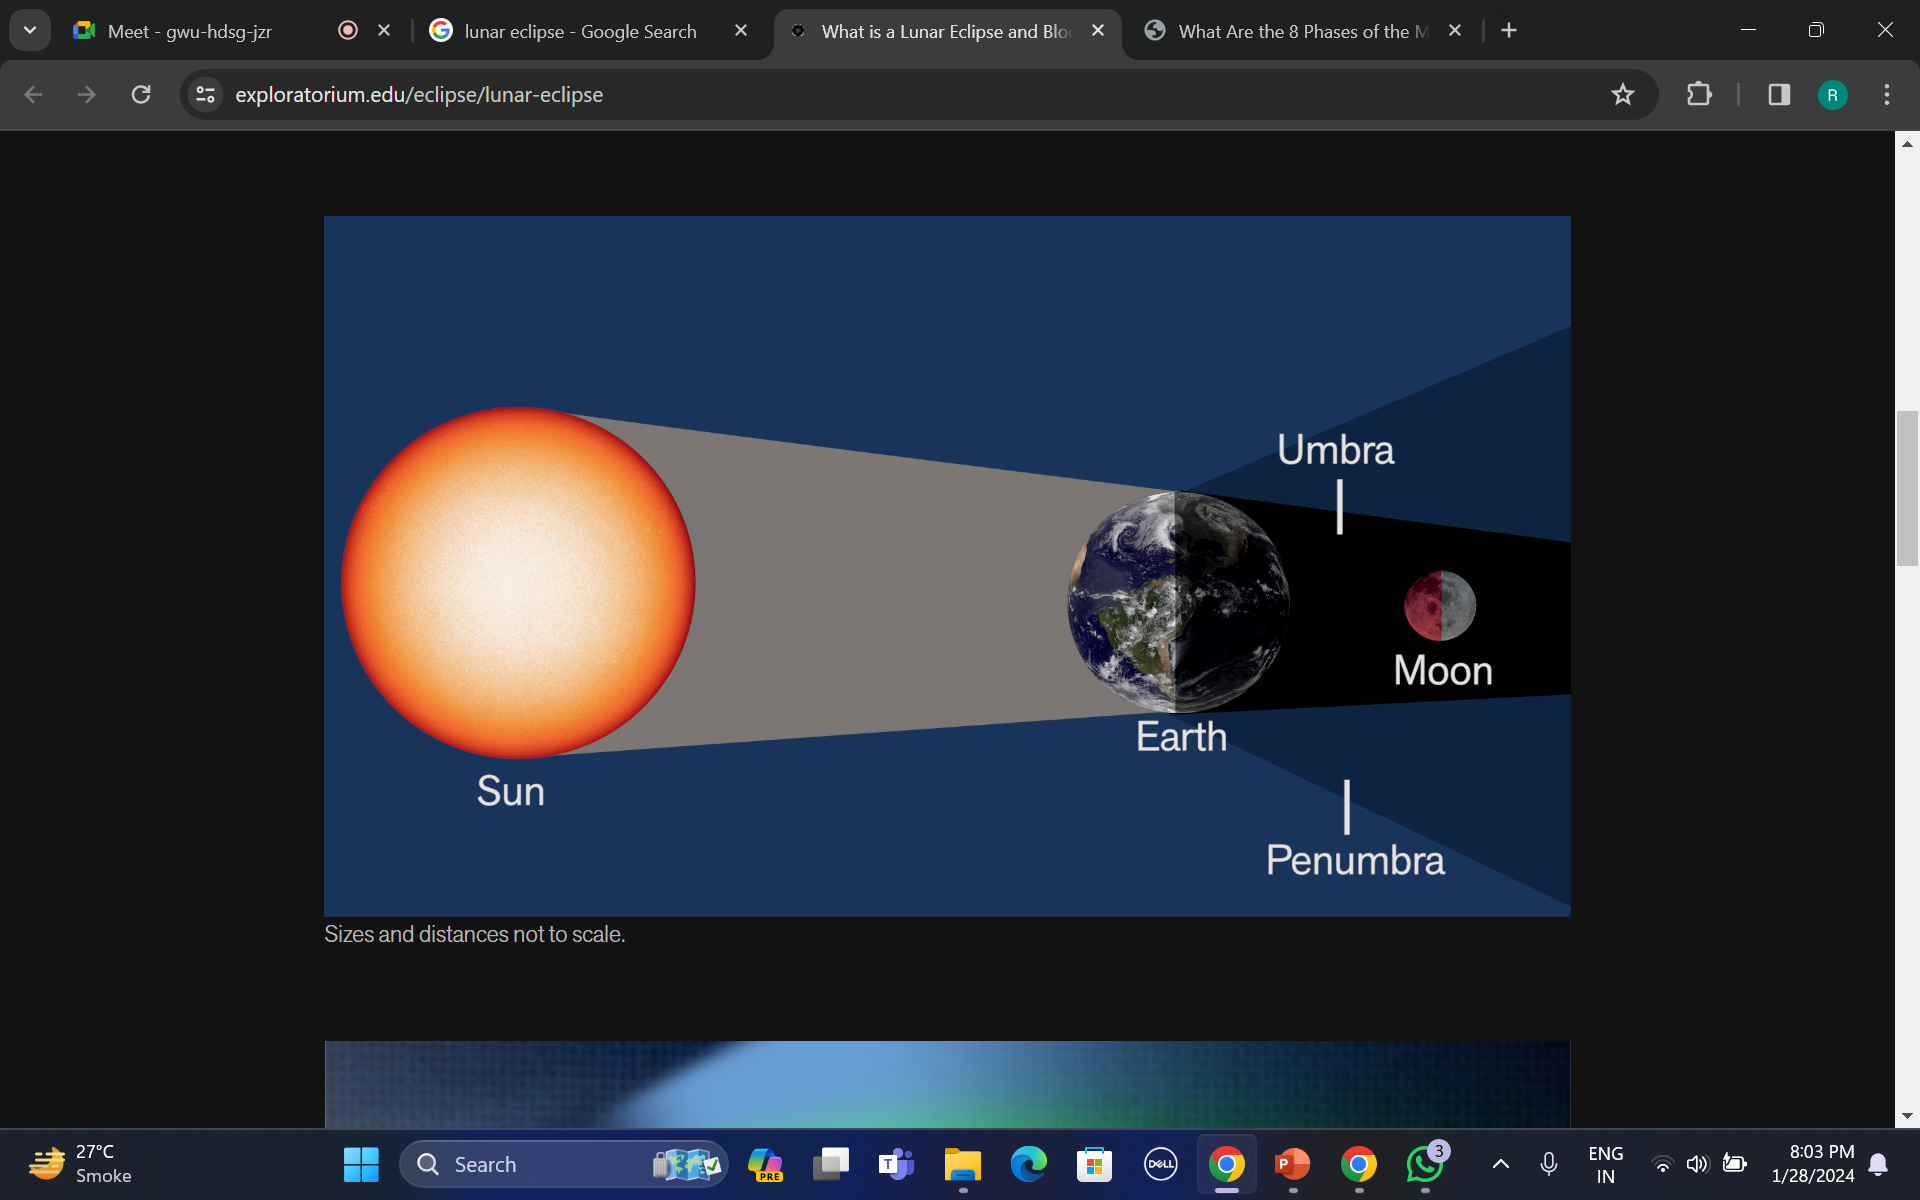 Meet - gwu-hdsg-jzr
lunar eclipse - Google Search
What is a Lunar Eclipse and Bloo
What Are the 8 Phases of the M
exploratorium.edu/eclipse/lunar-eclipse
R
Umbra
Moon
Earth
Sun
Penumbra
Sizes and distances not to scale.
27°C
Smoke
Search
PRE
T
DELL
P
3
ENG
IN
8:03 PM
1/28/2024